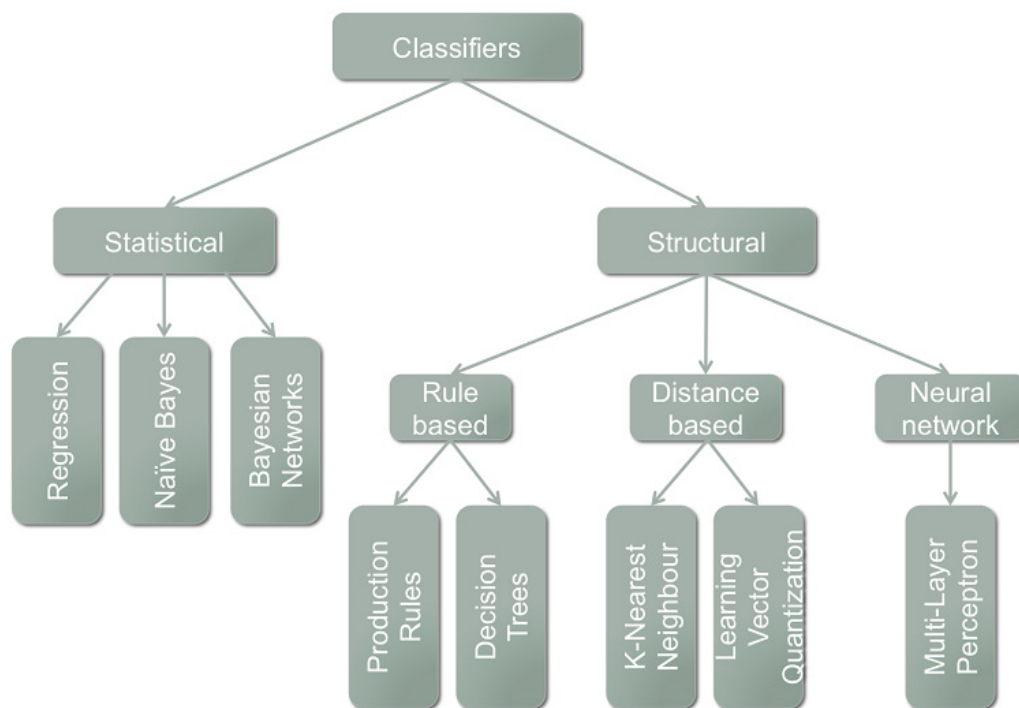 Classifiers
Statistical
Structural
Regression
Naïve Bayes
Bayesian
Networks
Rule
based
Distance
based
Neural
network
Production
Rules
Decision
Trees
K-Nearest
Neighbour
Learning
Vector
Quantization
Multi-Layer
Perceptron